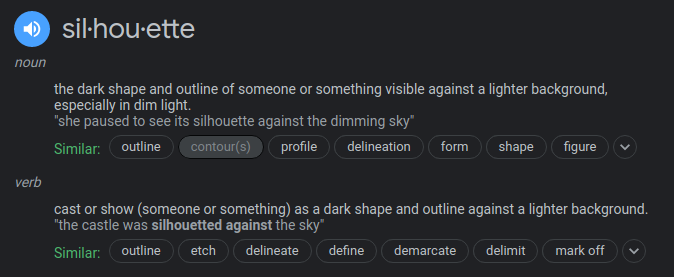 sil·hou·ette
noun
the dark shape and outline of someone or something visible against a lighter background,
especially in dim light.
"she paused to see its silhouette against the dimming sky"
Similar: outline contour(s) profile delineation form shape figure
verb
cast or show (someone or something) as a dark shape and outline against a lighter background.
"the castle was silhouetted against the sky"
Similar: outline etch delineate define demarcate delimit mark off